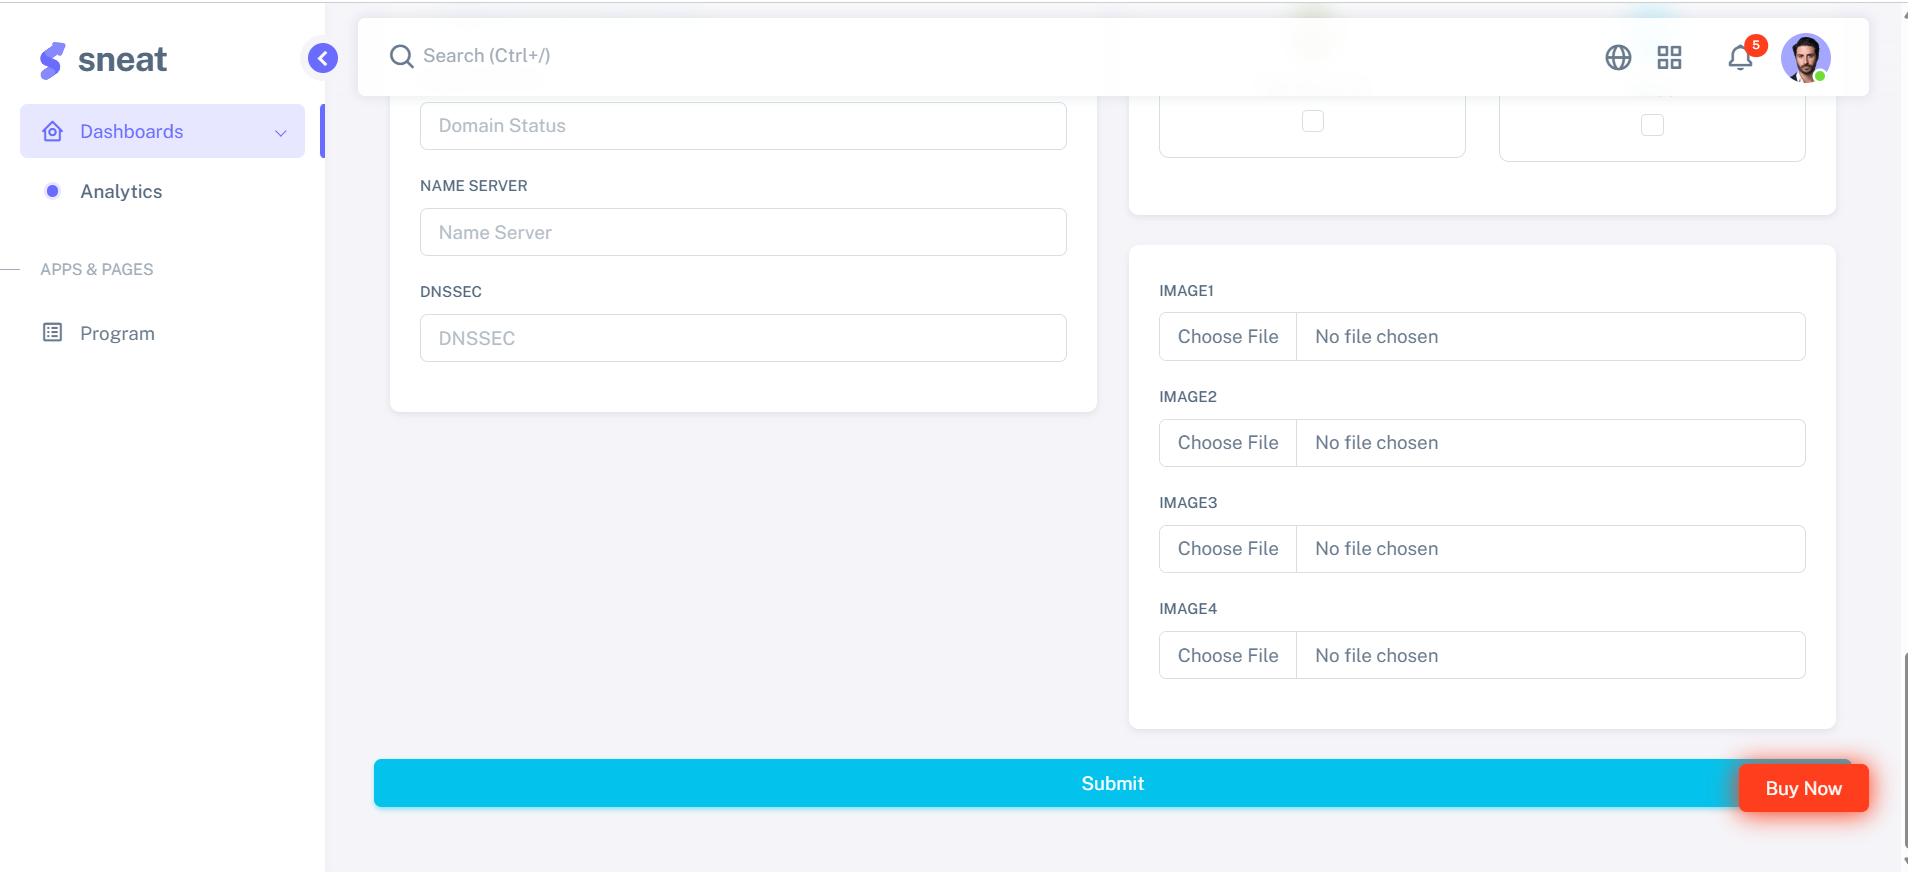 sneat
Search (Ctrl+/)
5
Dashboards
Analytics
APPS & PAGES
Program
Domain Status
NAME SERVER
Name Server
DNSSEC
DNSSEC
IMAGE1
Choose File No file chosen
IMAGE2
Choose File No file chosen
IMAGE3
Choose File No file chosen
IMAGE4
Choose File No file chosen
Submit
Buy Now